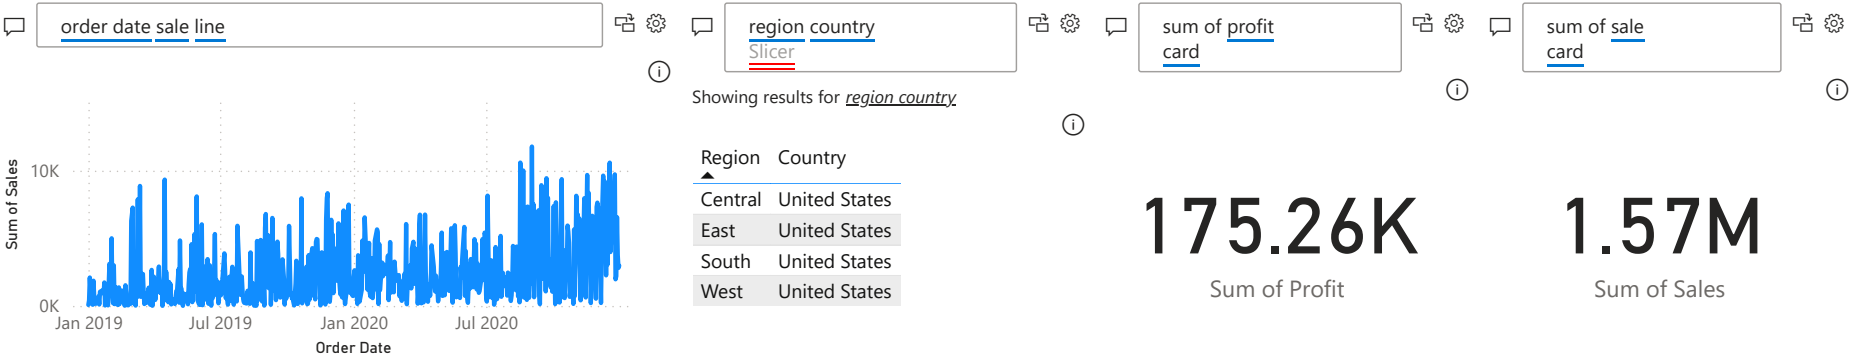 order date sale line
Sum of Sales
10K
0K
Jan 2019 Jul 2019 Jan 2020 Jul 2020
Order Date
region country
Slicer
Showing results for region country
Region Country
Central United States
East United States
South United States
West United States
sum of profit
card
175.26K
Sum of Profit
sum of sale
card
1.57M
Sum of Sales